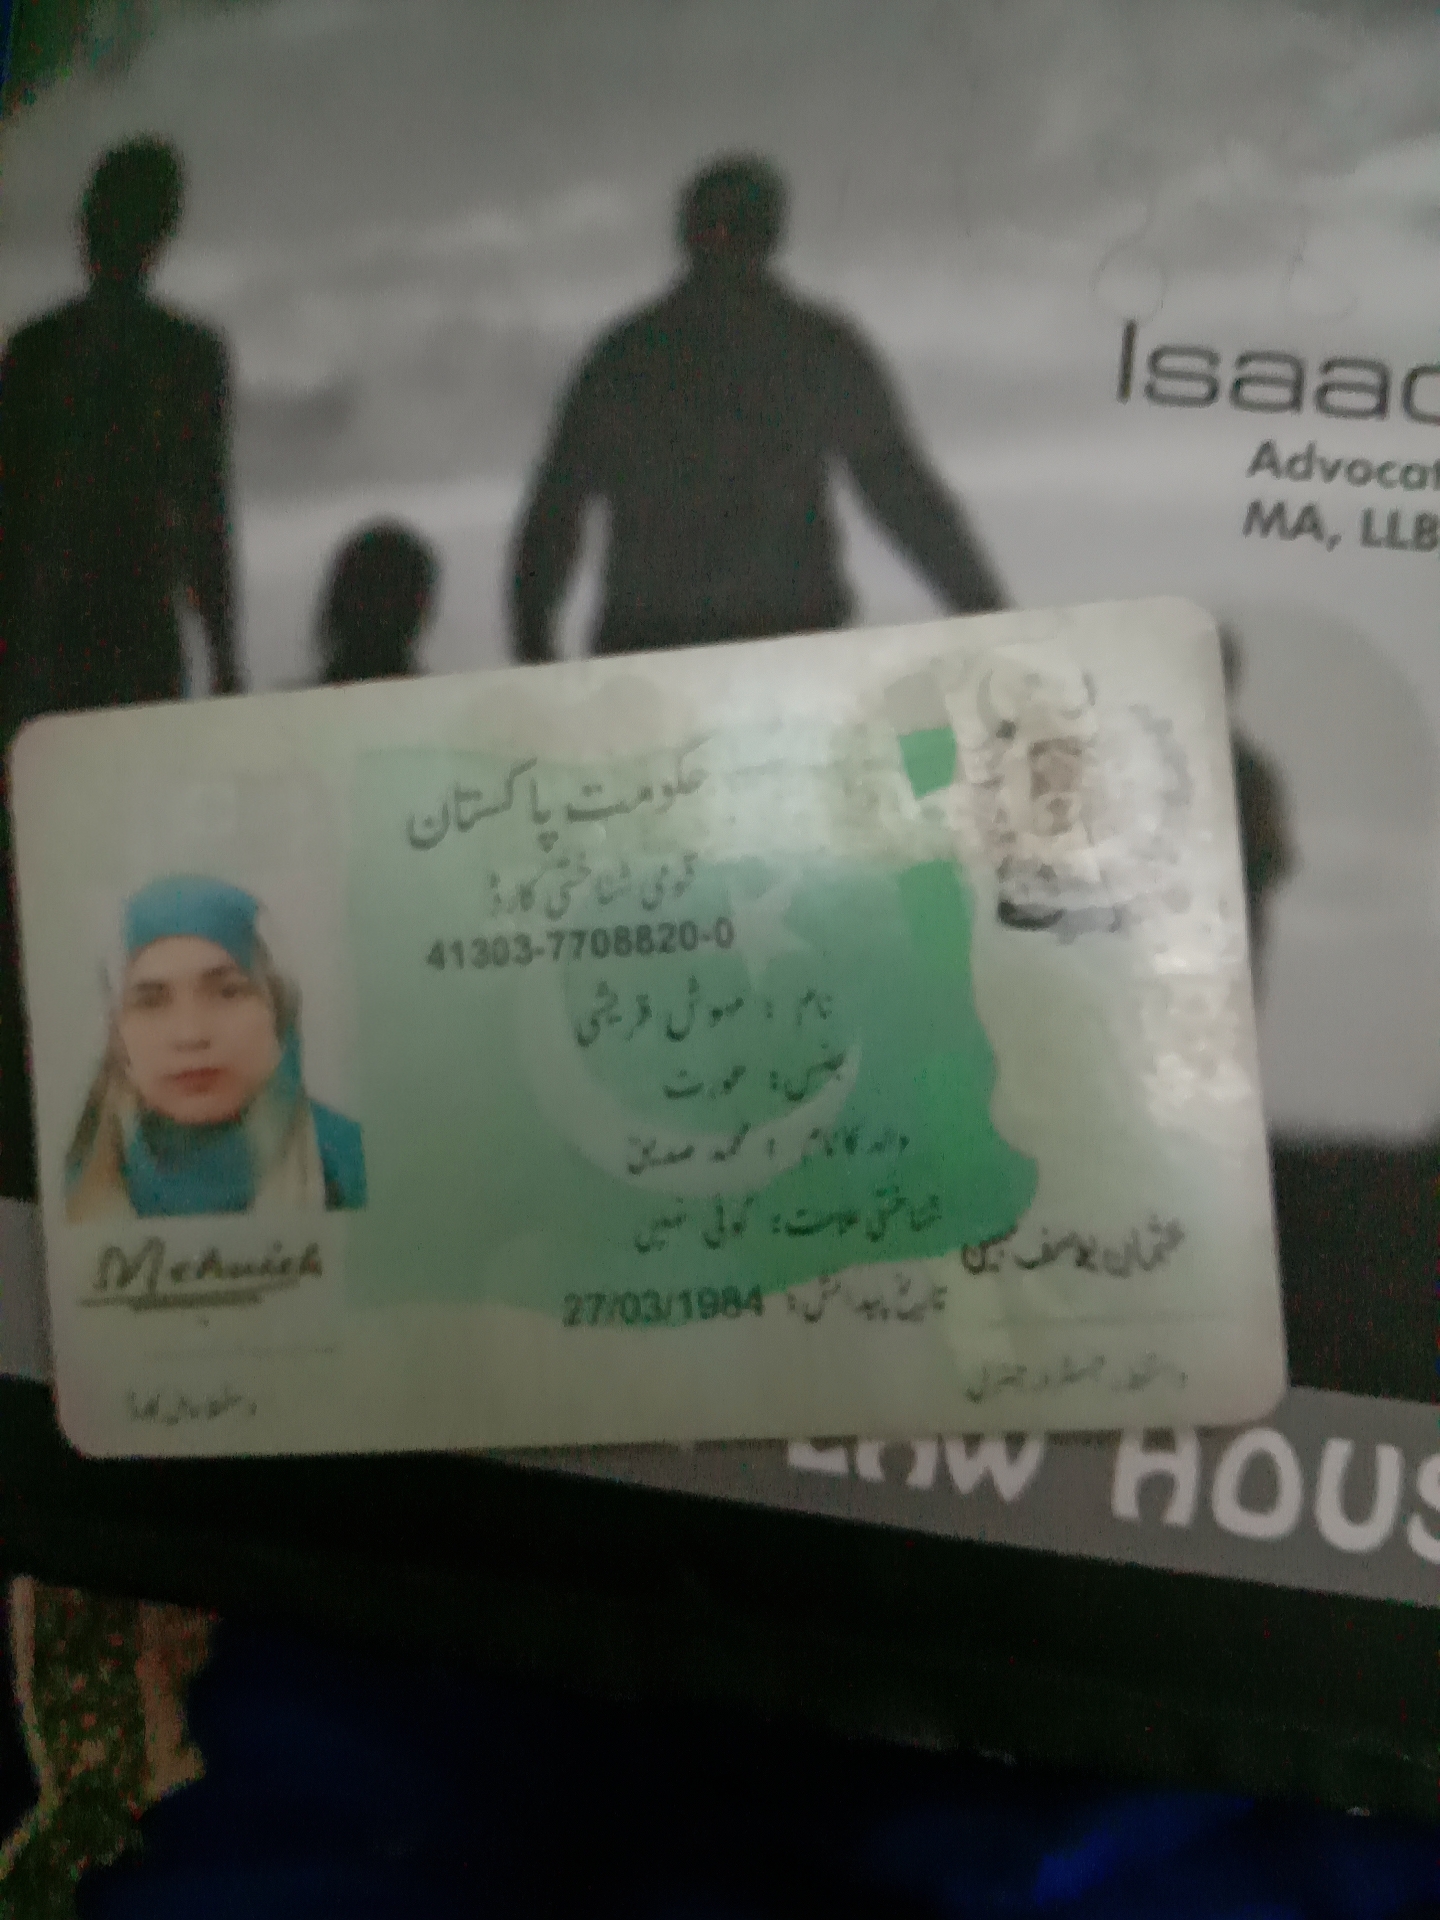 Isaac
Advocat
MA, LLB,
حکومت پاکستان
قومی شناختی کارڈ
41303-7708820-0
نام : مہوش قریشی
جنس: عورت
والد کا نام : محمد صدیق
شناختی علامت: کوئی نہیں
تاریخ پیدائش: 27/03/1984
Mehwish
عثمان یوسف مبین
دستخط حامل کارڈ
دستخط رجسٹرار جنرل
LAW HOUS